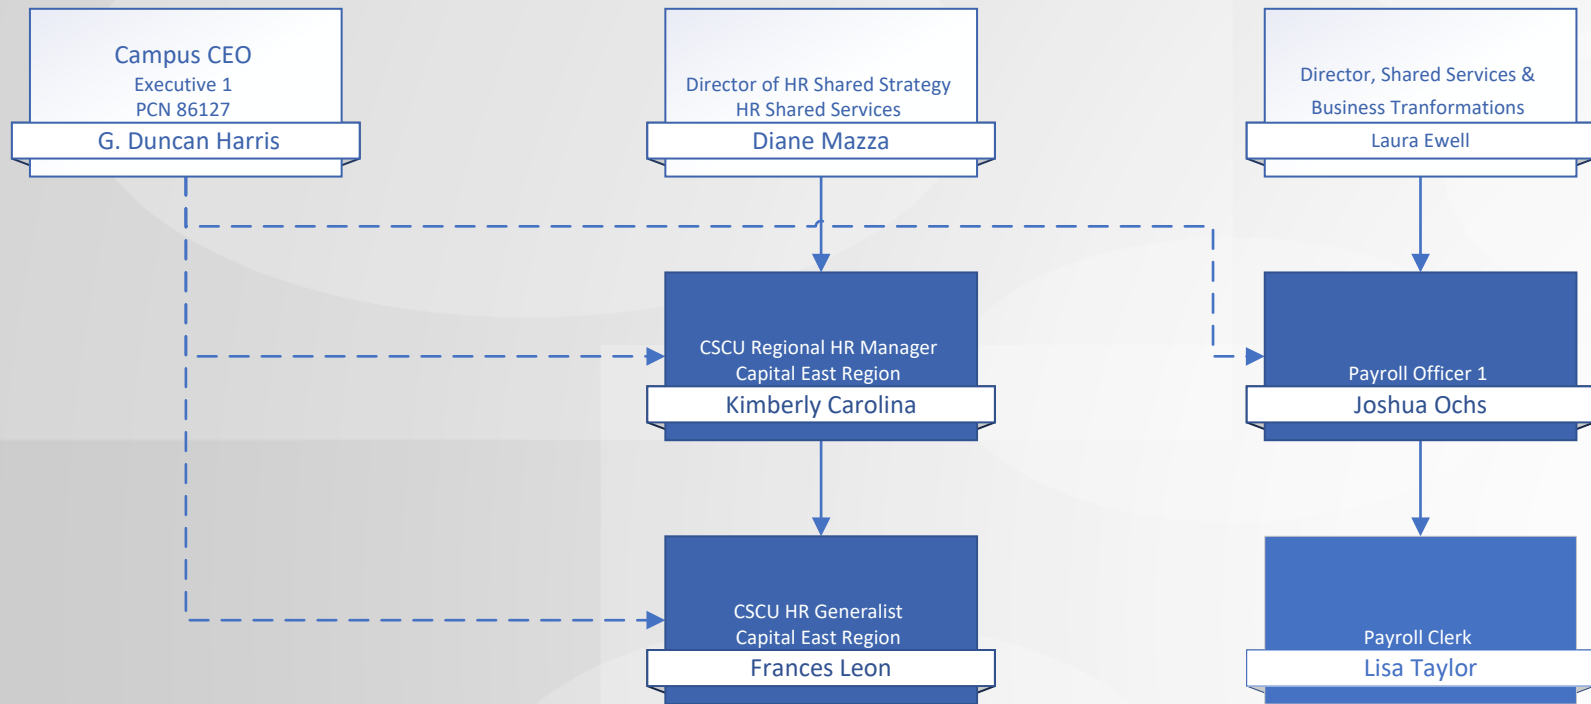 Campus CEO
Executive 1
PCN 86127
G. Duncan Harris
Director of HR Shared Strategy
HR Shared Services
Diane Mazza
Director, Shared Services &
Business Tranformations
Laura Ewell
CSCU Regional HR Manager
Capital East Region
Kimberly Carolina
Payroll Officer 1
Joshua Ochs
CSCU HR Generalist
Capital East Region
Frances Leon
Payroll Clerk
Lisa Taylor